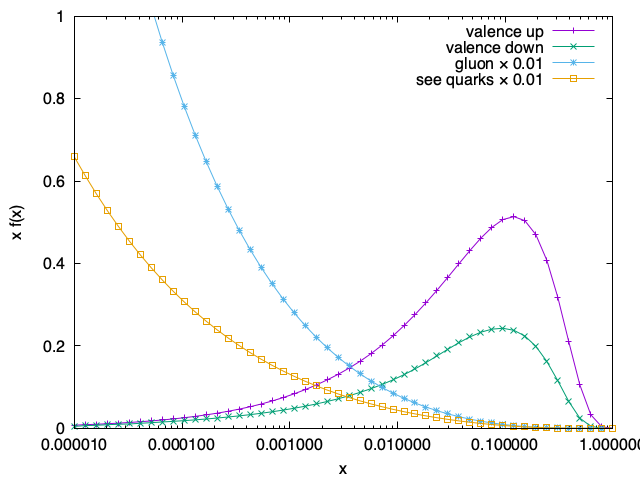 valence up
valence down
gluon × 0.01
see quarks × 0.01
1
0.8
0.6
0.4
0.2
0
x f(x)
0.000010 0.000100 0.001000 0.010000 0.100000 1.00000
x